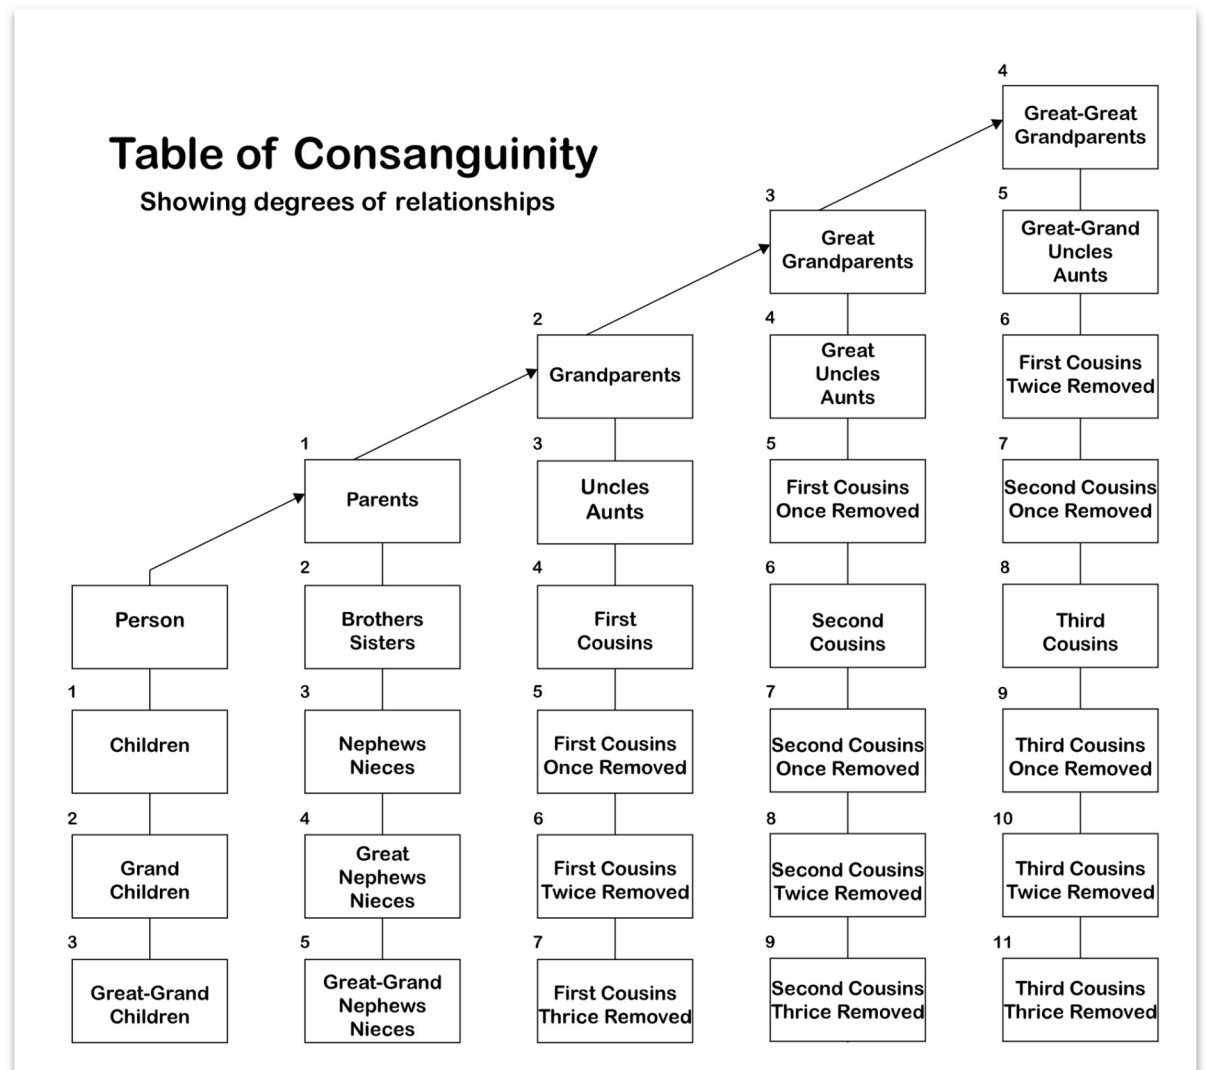 4
Great-Great
Grandparents
Table of Consanguinity
Showing degrees of relationships
3
Great
Grandparents
5
Great-Grand
Uncles
Aunts
2
Grandparents
4
Great
Uncles
Aunts
6
First Cousins
Twice Removed
1
Parents
3
Uncles
Aunts
5
First Cousins
Once Removed
7
Second Cousins
Once Removed
Person
2
Brothers
Sisters
4
First
Cousins
6
Second
Cousins
8
Third
Cousins
1
Children
3
Nephews
Nieces
5
First Cousins
Once Removed
7
Second Cousins
Once Removed
9
Third Cousins
Once Removed
2
Grand
Children
4
Great
Nephews
Nieces
6
First Cousins
Twice Removed
8
Second Cousins
Twice Removed
10
Third Cousins
Twice Removed
3
Great-Grand
Children
5
Great-Grand
Nephews
Nieces
7
First Cousins
Thrice Removed
9
Second Cousins
Thrice Removed
11
Third Cousins
Thrice Removed